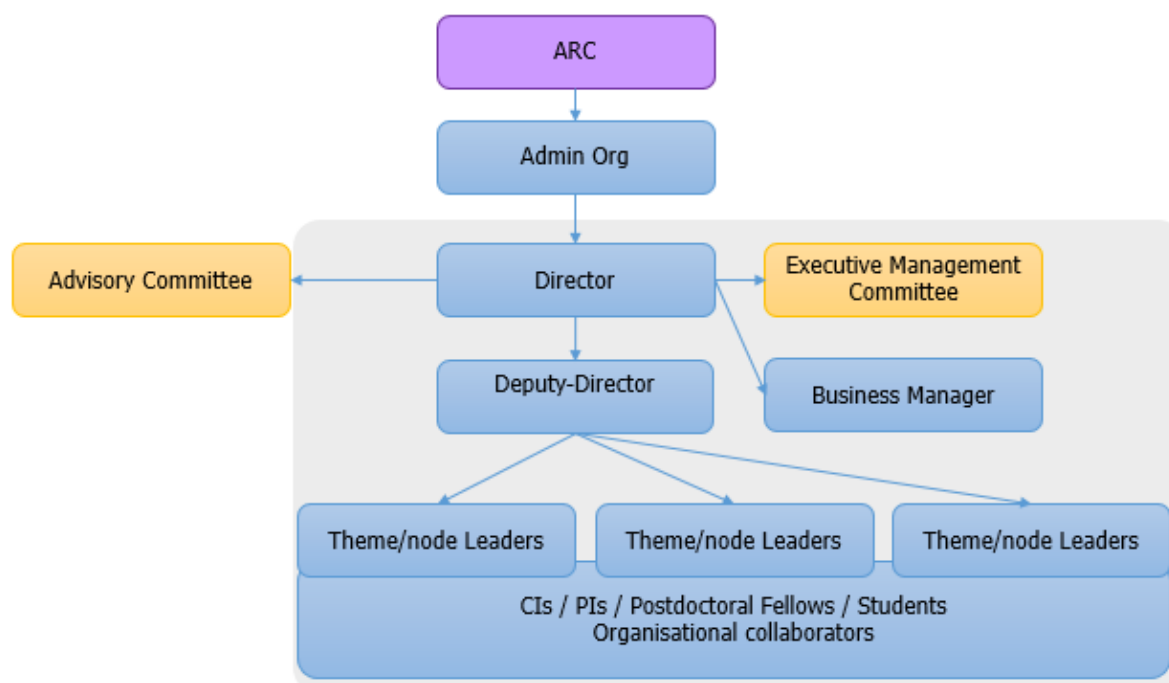 ARC
Admin Org
Advisory Committee
Director
Executive Management
Committee
Deputy-Director
Business Manager
Theme/node Leaders
Theme/node Leaders
Theme/node Leaders
CIs / PIs / Postdoctoral Fellows / Students
Organisational collaborators